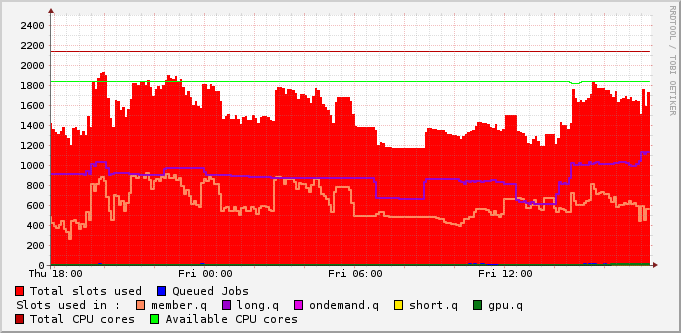 2400
2200
2000
1800
1600
1400
1200
1000
800
600
400
200
0
Thu 18:00 Fri 00:00 Fri 06:00 Fri 12:00
RRDTOOL / TOBI OETIKER
Total slots used Queued Jobs
Slots used in : member.q long.q ondemand.q short.q gpu.q
Total CPU cores Available CPU cores